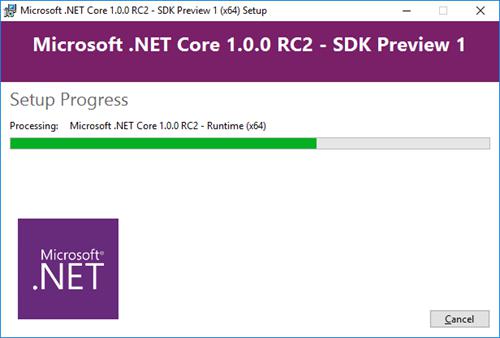 Microsoft .NET Core 1.0.0 RC2 - SDK Preview 1 (x64) Setup
Microsoft .NET Core 1.0.0 RC2 - SDK Preview 1
Setup Progress
Processing: Microsoft .NET Core 1.0.0 RC2 - Runtime (x64)
Microsoft®
.NET
Cancel